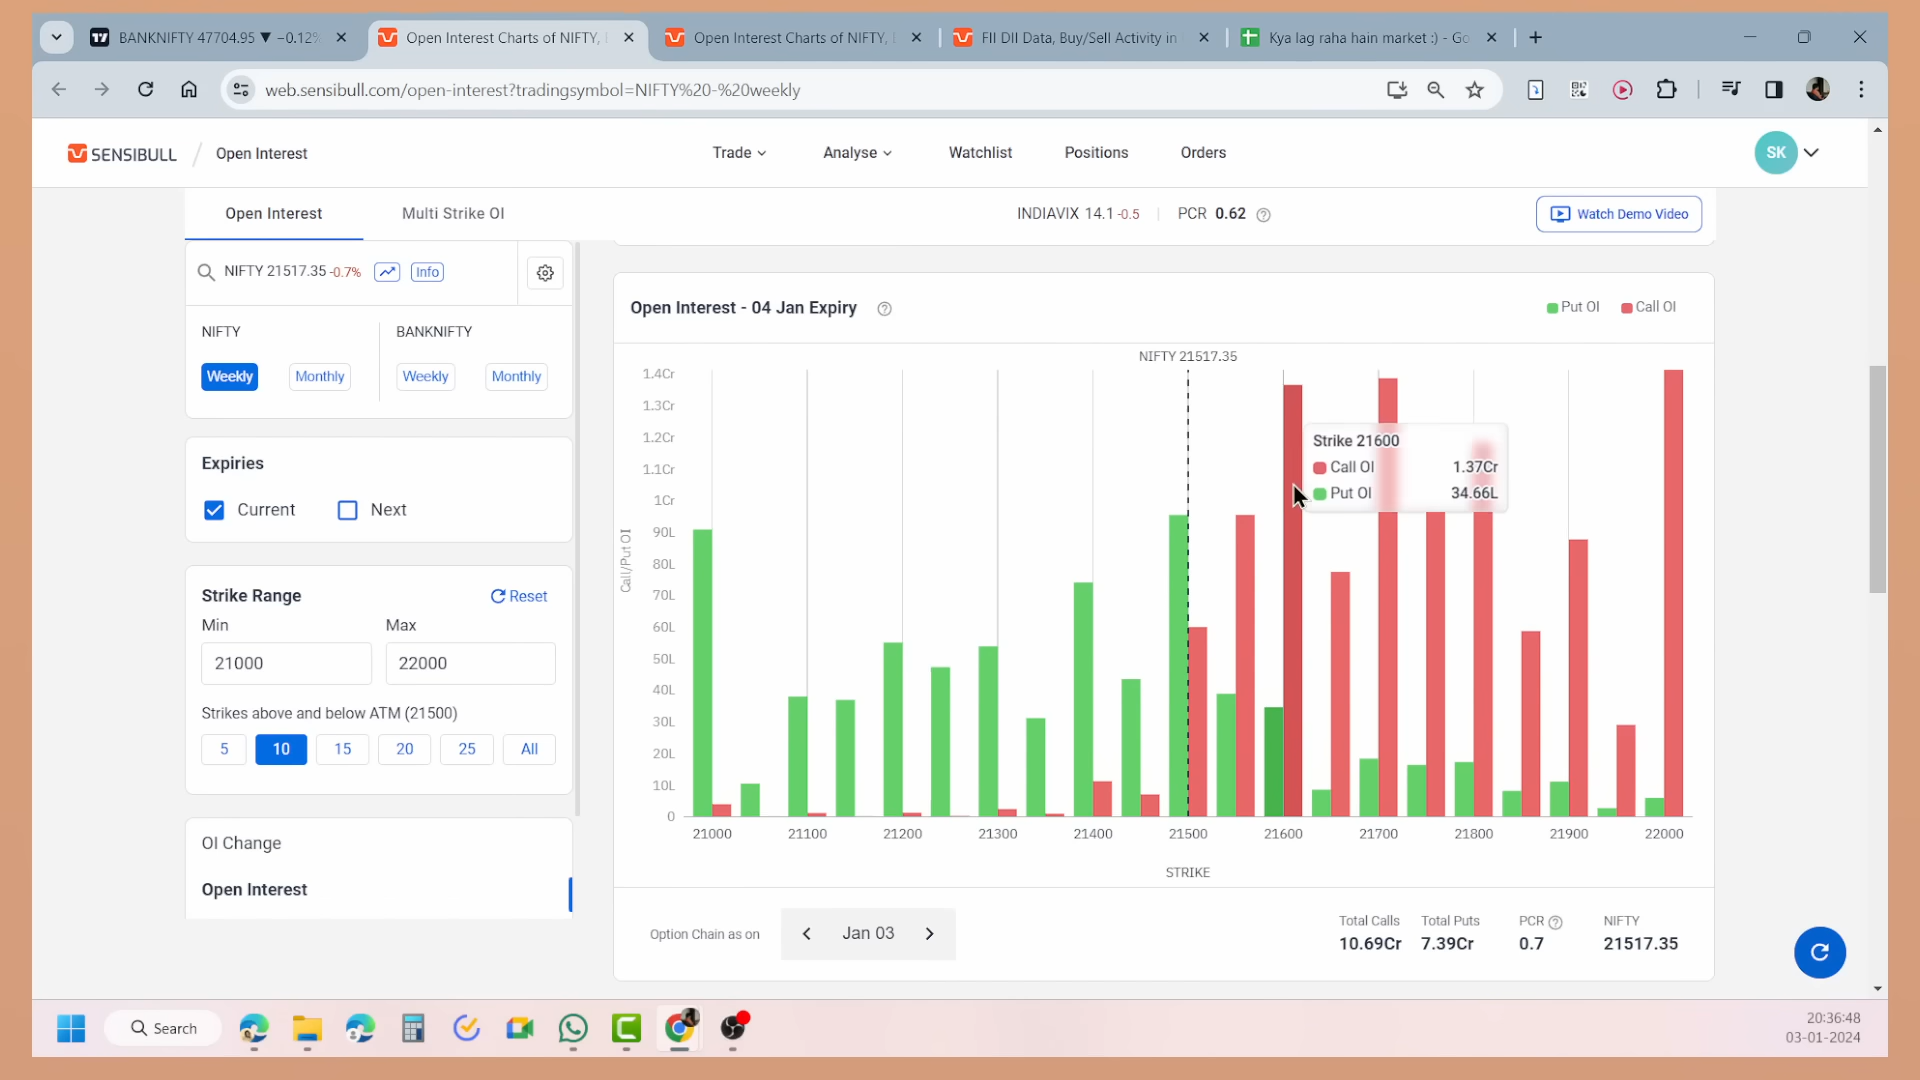 BANKNIFTY 47704.95 ▼ −0.12%
Open Interest Charts of NIFTY,
Open Interest Charts of NIFTY,
FII DII Data, Buy/Sell Activity in
Kya lag raha hain market :) - Go
web.sensibull.com/open-interest?tradingsymbol=NIFTY%20-%20weekly
SENSIBULL / Open Interest
Trade
Analyse
Watchlist
Positions
Orders
SK
Open Interest
Multi Strike OI
INDIAVIX 14.1 -0.5
PCR 0.62
Watch Demo Video
NIFTY 21517.35 -0.7%
Info
NIFTY
BANKNIFTY
Weekly
Monthly
Weekly
Monthly
Expiries
Current
Next
Strike Range
Reset
Min
Max
21000
22000
Strikes above and below ATM (21500)
5
10
15
20
25
All
OI Change
Open Interest
Open Interest - 04 Jan Expiry
Put OI
Call OI
NIFTY 21517.35
1.4Cr
1.3Cr
1.2Cr
1.1Cr
1Cr
90L
80L
70L
60L
50L
40L
30L
20L
10L
0
Call/Put OI
Strike 21600
Call OI 1.37Cr
Put OI 34.66L
21000
21100
21200
21300
21400
21500
21600
21700
21800
21900
22000
STRIKE
Option Chain as on
Jan 03
Total Calls
10.69Cr
Total Puts
7.39Cr
PCR
0.7
NIFTY
21517.35
Search
20:36:48
03-01-2024